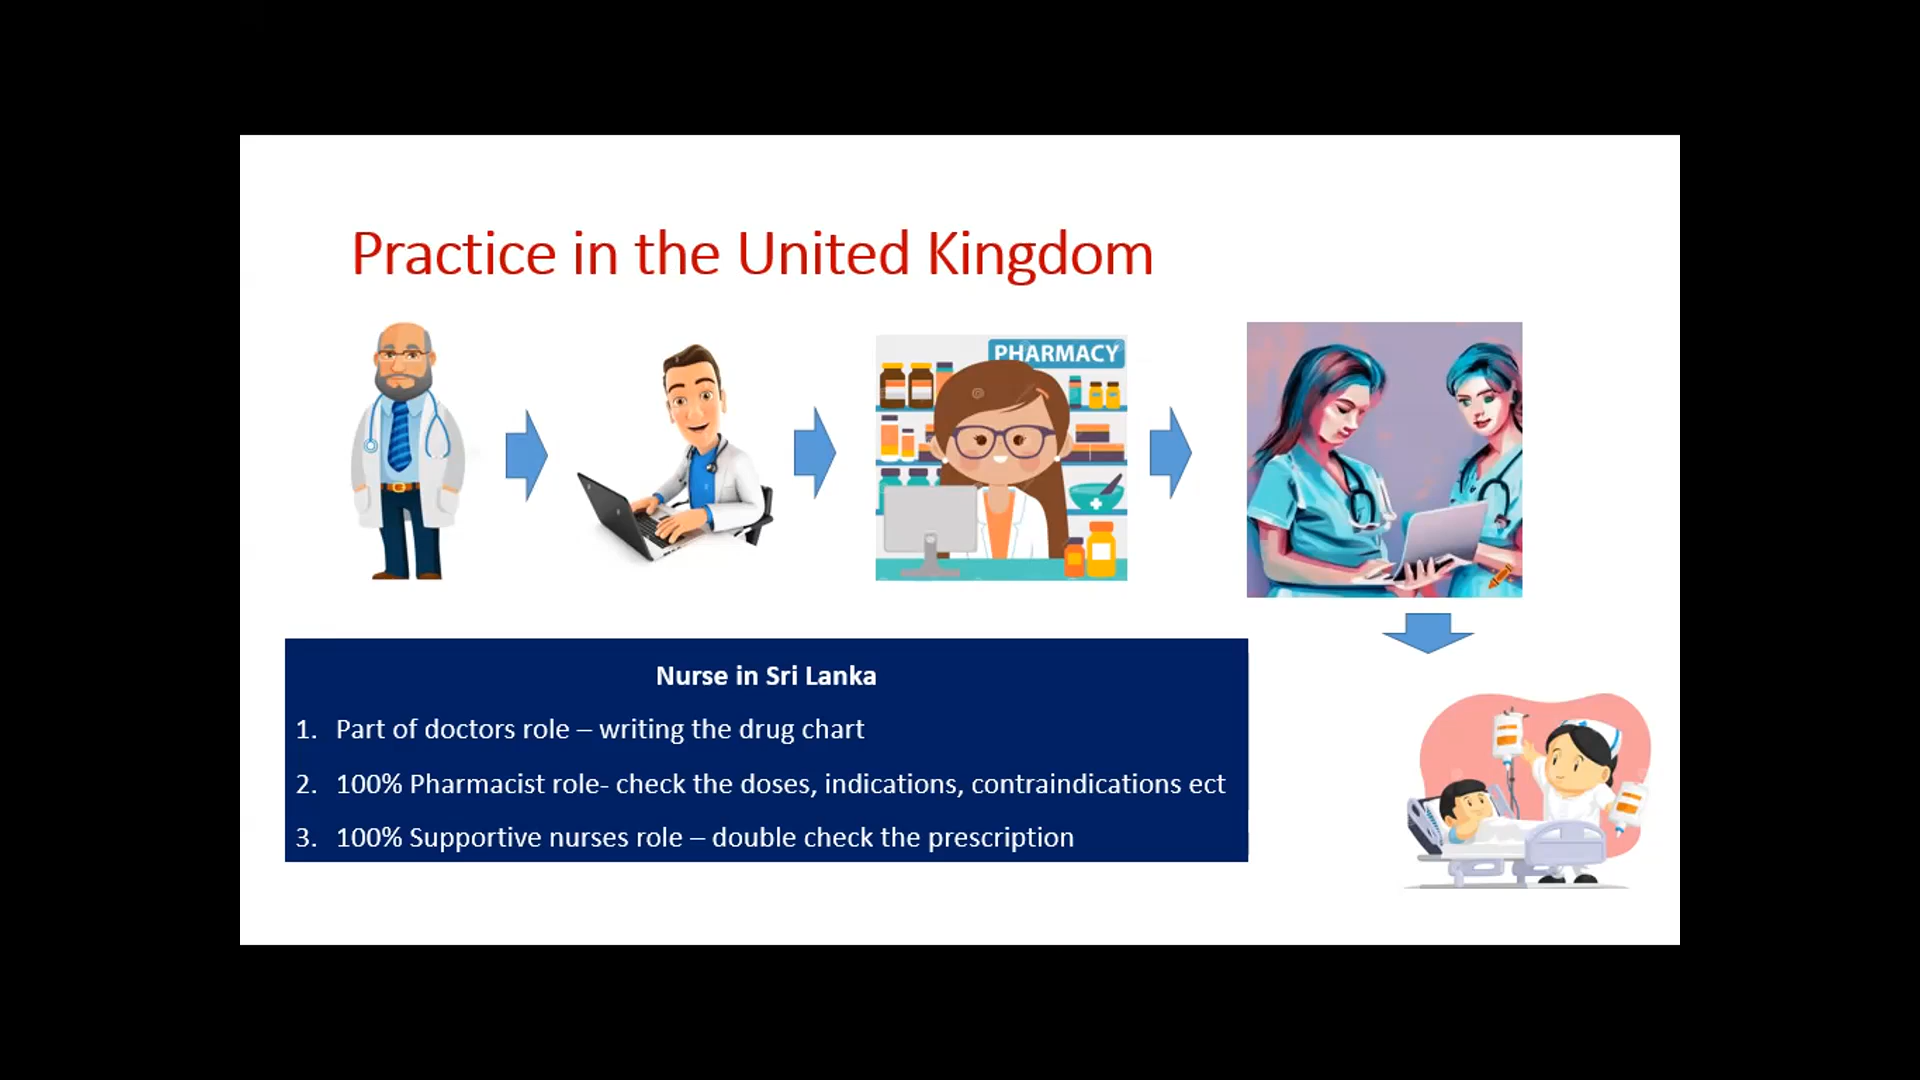 Practice in the United Kingdom
PHARMACY
Nurse in Sri Lanka
1. Part of doctors role – writing the drug chart
2. 100% Pharmacist role- check the doses, indications, contraindications ect
3. 100% Supportive nurses role – double check the prescription